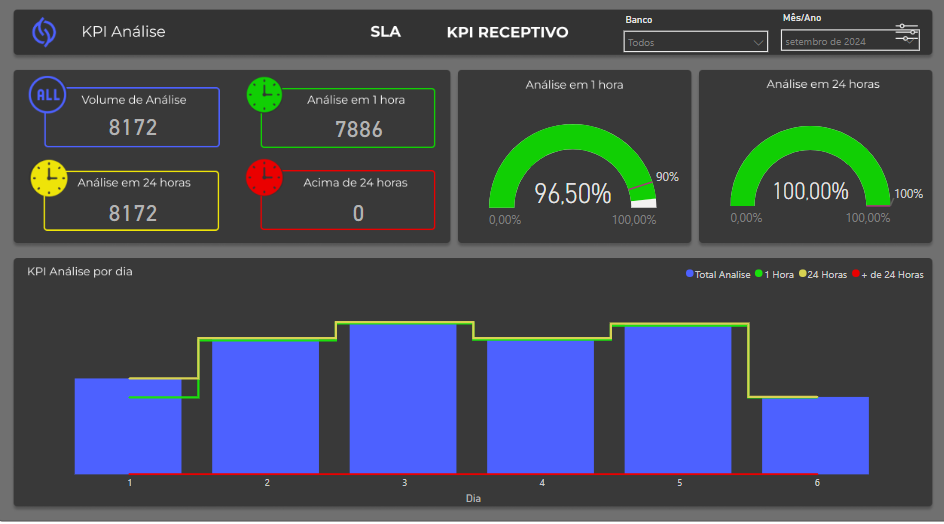 KPI Análise
SLA
KPI RECEPTIVO
Banco
Todos
Mês/Ano
setembro de 2024
ALL
Volume de Análise
8172
Análise em 1 hora
7886
Análise em 24 horas
8172
Acima de 24 horas
0
Análise em 1 hora
90%
96,50%
0,00%
100,00%
Análise em 24 horas
100%
100,00%
0,00%
100,00%
KPI Análise por dia
Total Analise
1 Hora
24 Horas
+ de 24 Horas
1
2
3
4
5
6
Dia